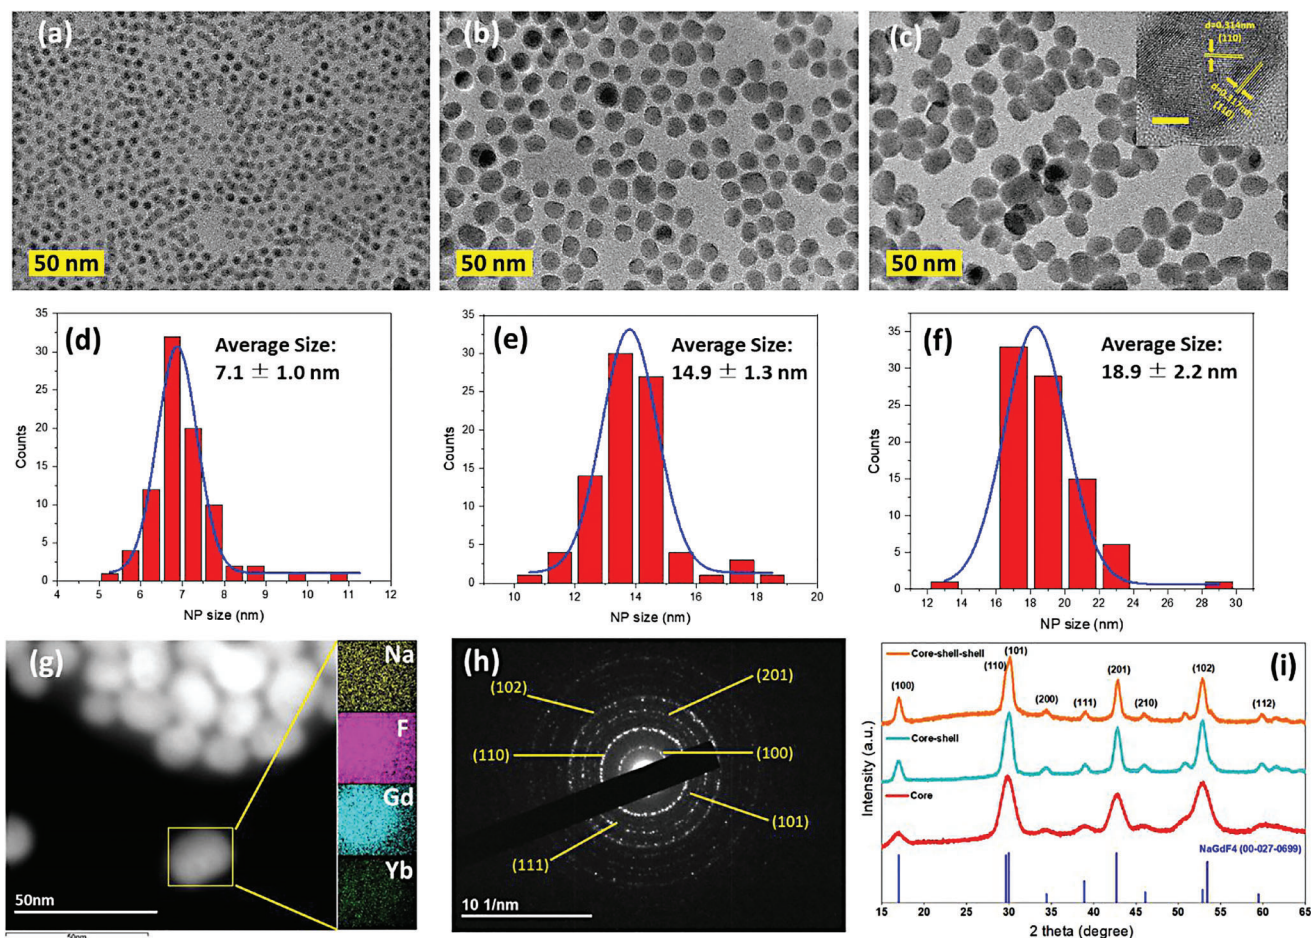 (a)
50 nm
(b)
50 nm
(c)
d=0.314nm
(110)
d=0.317nm
(110)
50 nm
(d)
Average Size:
7.1 ± 1.0 nm
35
30
25
20
15
10
5
0
Counts
4 5 6 7 8 9 10 11 12
NP size (nm)
(e)
Average Size:
14.9 ± 1.3 nm
35
30
25
20
15
10
5
0
Counts
10 12 14 16 18 20
NP size (nm)
(f)
Average Size:
18.9 ± 2.2 nm
35
30
25
20
15
10
5
0
Counts
12 14 16 18 20 22 24 26 28 30
NP size (nm)
(g)
Na
F
Gd
Yb
50nm
50nm
(h)
(102)
(201)
(110)
(100)
(101)
(111)
10 1/nm
(i)
Core-shell-shell
(100)
(110)
(101)
(200)
(111)
(201)
(210)
(102)
(112)
Core-shell
Core
NaGdF4 (00-027-0699)
Intensity (a.u.)
15 20 25 30 35 40 45 50 55 60 65
2 theta (degree)